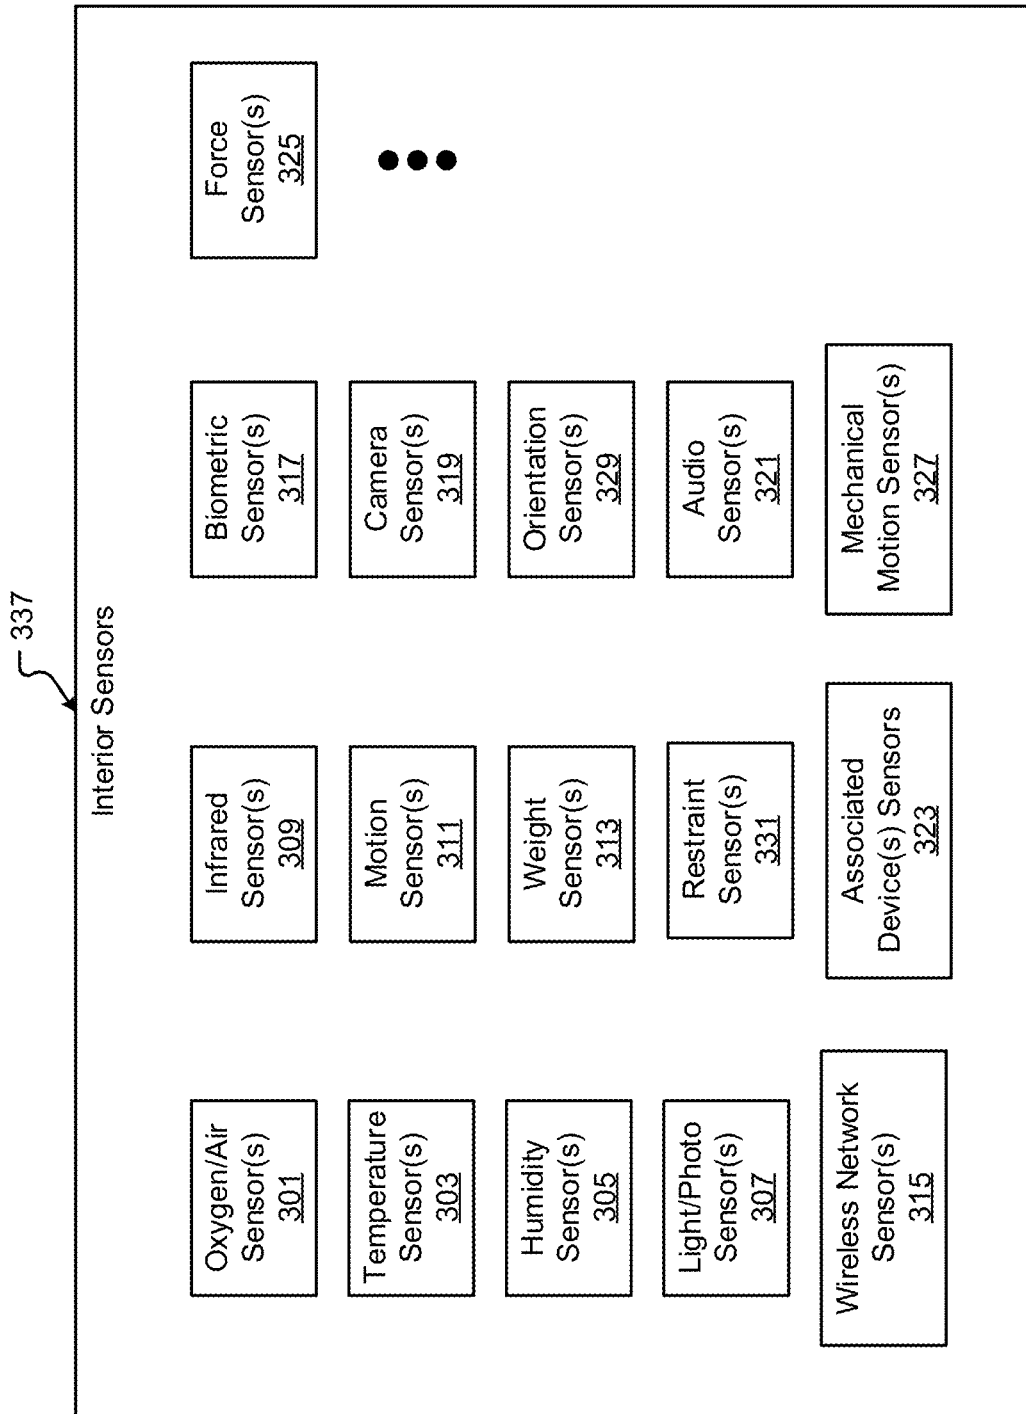 337
Interior Sensors
Oxygen/Air
Sensor(s)
301
Infrared
Sensor(s)
309
Biometric
Sensor(s)
317
Force
Sensor(s)
325
Temperature
Sensor(s)
303
Motion
Sensor(s)
311
Camera
Sensor(s)
319
Humidity
Sensor(s)
305
Weight
Sensor(s)
313
Orientation
Sensor(s)
329
Light/Photo
Sensor(s)
307
Restraint
Sensor(s)
331
Audio
Sensor(s)
321
Wireless Network
Sensor(s)
315
Associated
Device(s) Sensors
323
Mechanical
Motion Sensor(s)
327